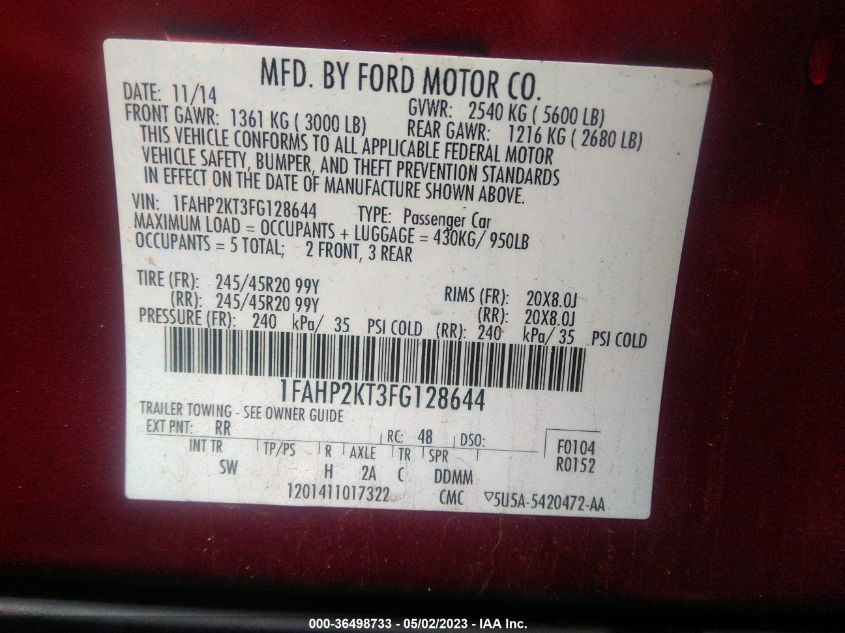 MFD. BY FORD MOTOR CO.
DATE: 11/14 GVWR: 2540 KG ( 5600 LB)
FRONT GAWR: 1361 KG ( 3000 LB) REAR GAWR: 1216 KG ( 2680 LB)
THIS VEHICLE CONFORMS TO ALL APPLICABLE FEDERAL MOTOR
VEHICLE SAFETY, BUMPER, AND THEFT PREVENTION STANDARDS
IN EFFECT ON THE DATE OF MANUFACTURE SHOWN ABOVE.
VIN: 1FAHP2KT3FG128644 TYPE: Passenger Car
MAXIMUM LOAD = OCCUPANTS + LUGGAGE = 430KG/ 950LB
OCCUPANTS = 5 TOTAL; 2 FRONT, 3 REAR
TIRE (FR): 245/45R20 99Y RIMS (FR): 20X8.0J
(RR): 245/45R20 99Y (RR): 20X8.0J
PRESSURE (FR): 240 kPa/ 35 PSI COLD (RR): 240 kPa/ 35 PSI COLD
1FAHP2KT3FG128644
TRAILER TOWING - SEE OWNER GUIDE
EXT PNT: RR RC: 48 DSO: F0104
INT TR TP/PS R AXLE TR SPR R0152
SW H 2A C DDMM
1201411017322 CMC ▽5U5A-5420472-AA
000-36498733 - 05/02/2023 - IAA Inc.